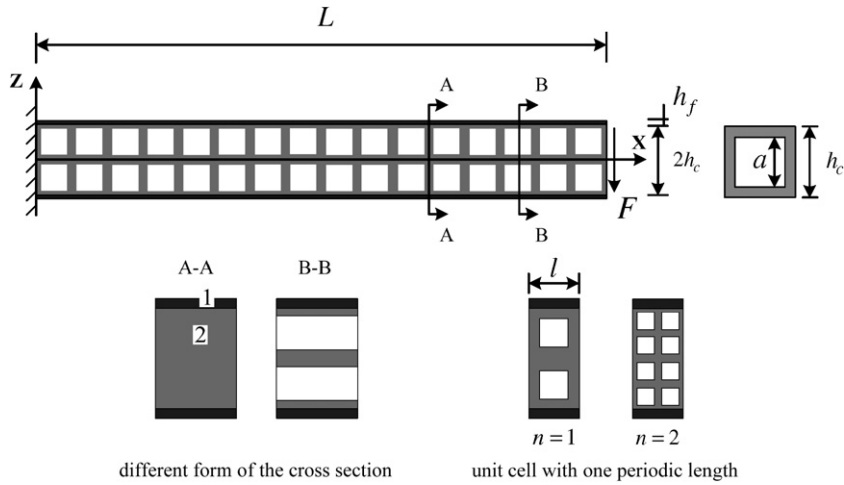 L
A B
z
h_f
x
2h_c
a
h_c
F
A B
A-A B-B
l
1
2
n = 1 n = 2
different form of the cross section unit cell with one periodic length